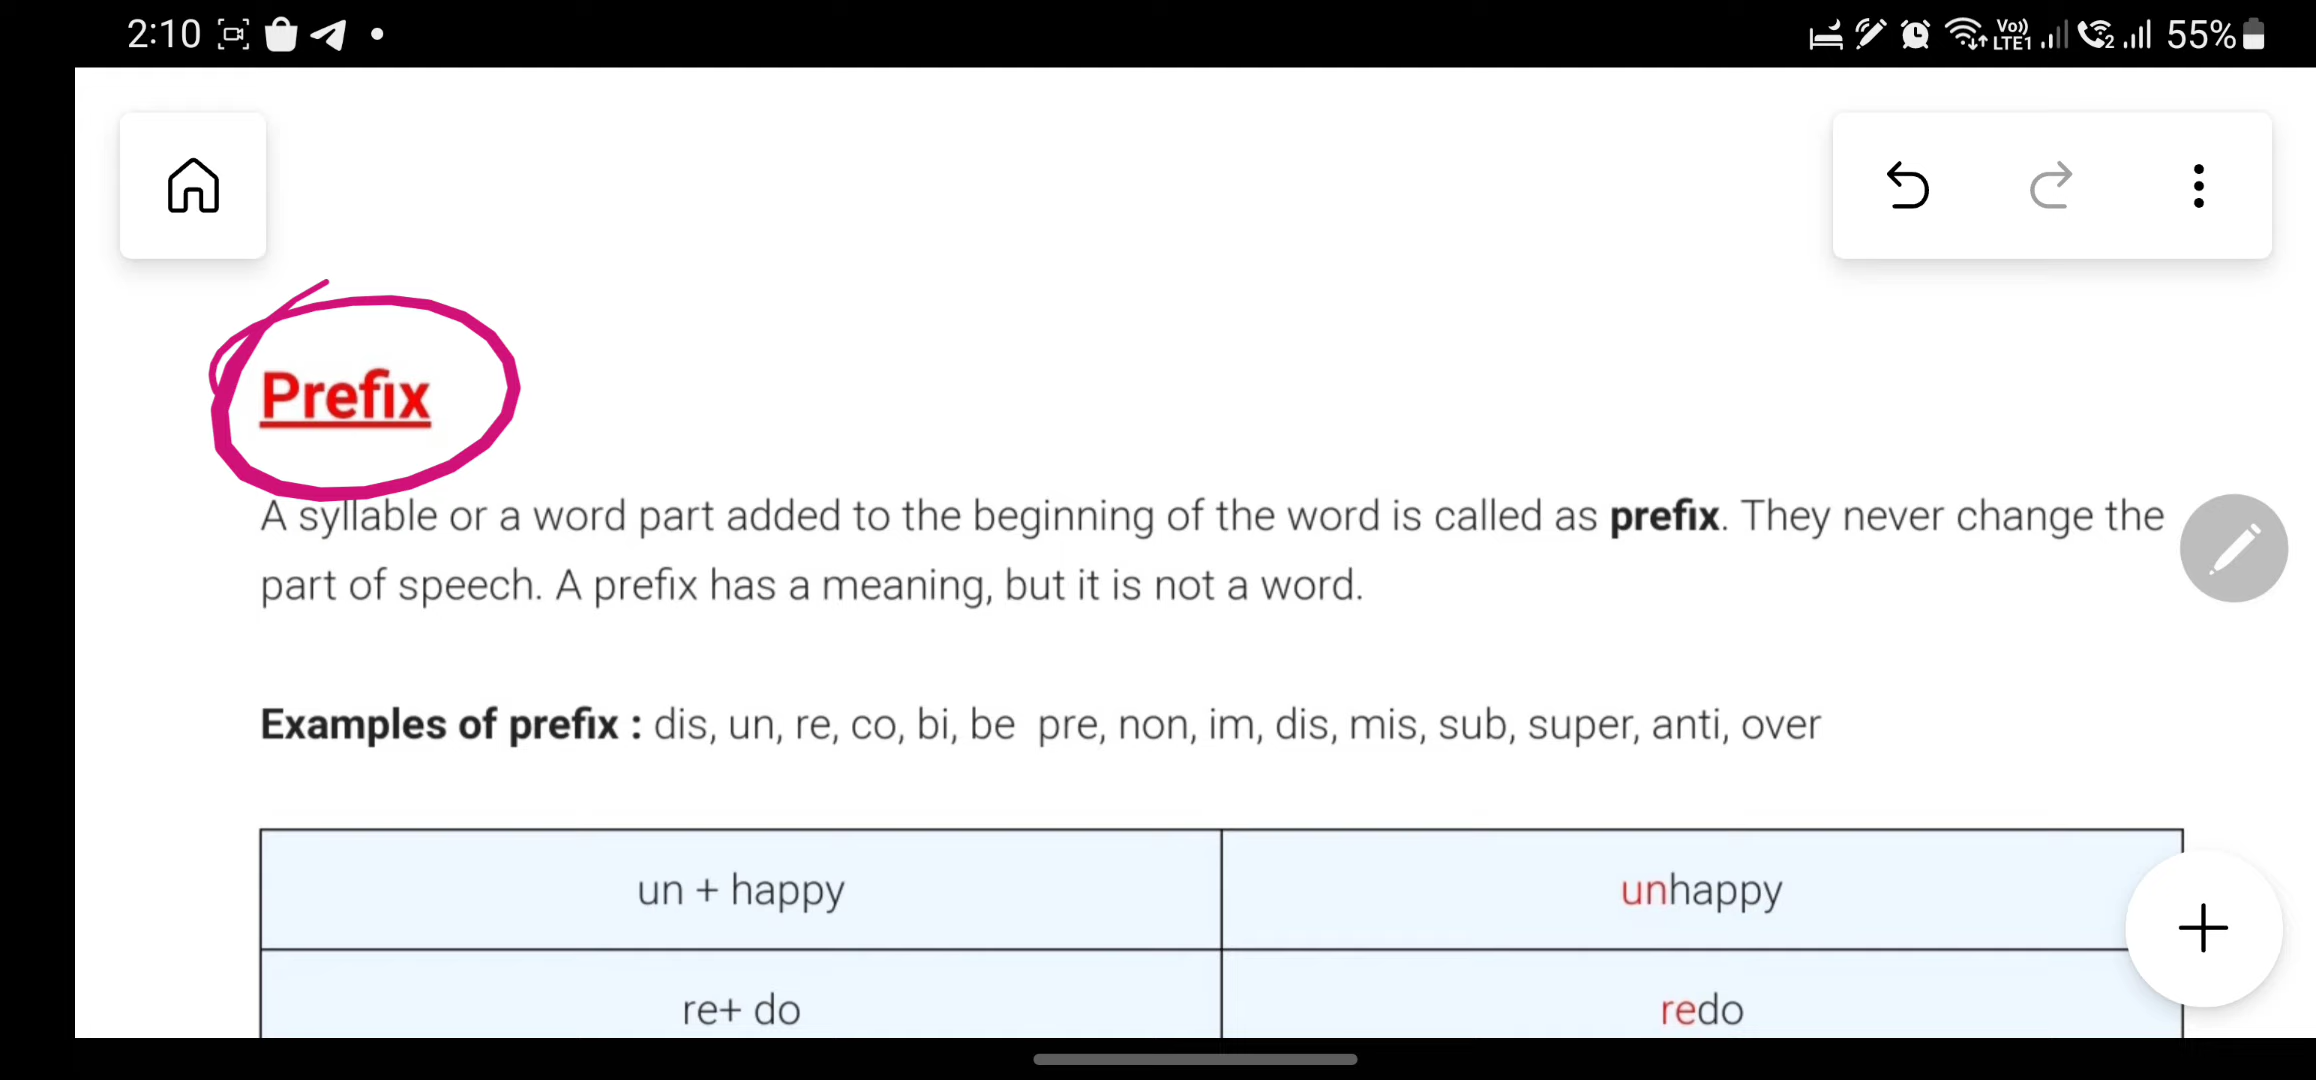 2:10 Vo)) LTE1 2 55%
Prefix
A syllable or a word part added to the beginning of the word is called as prefix. They never change the
part of speech. A prefix has a meaning, but it is not a word.
Examples of prefix : dis, un, re, co, bi, be  pre, non, im, dis, mis, sub, super, anti, over
un + happy unhappy
re+ do redo